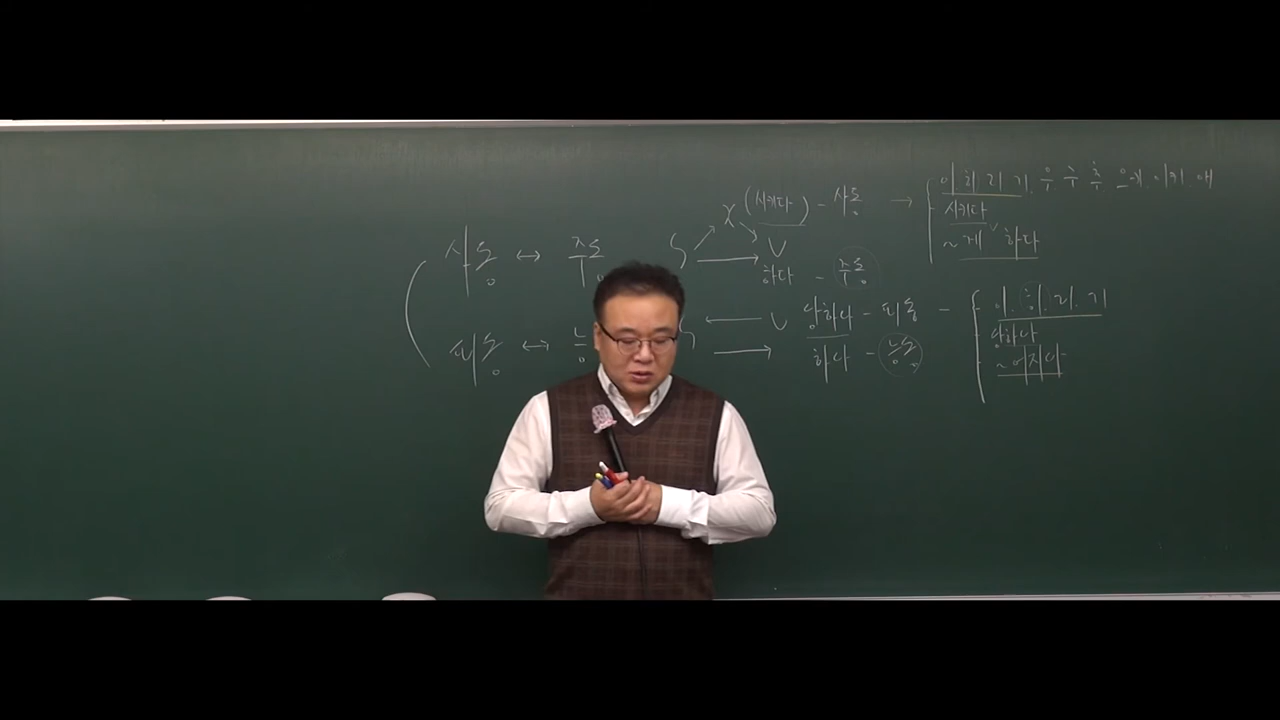 χ (시키다) - 사동 → 이 히 리 기 우 구 추 으키 이키 애
시키다
~게ᵛ하다
사동 ↔ 주동 S → V
하다 - 주동
피동 ↔ 능 S ← V 당하다 - 피동 - 이. 히. 리. 기
→ 하다 - 능동 당하다
~어지다